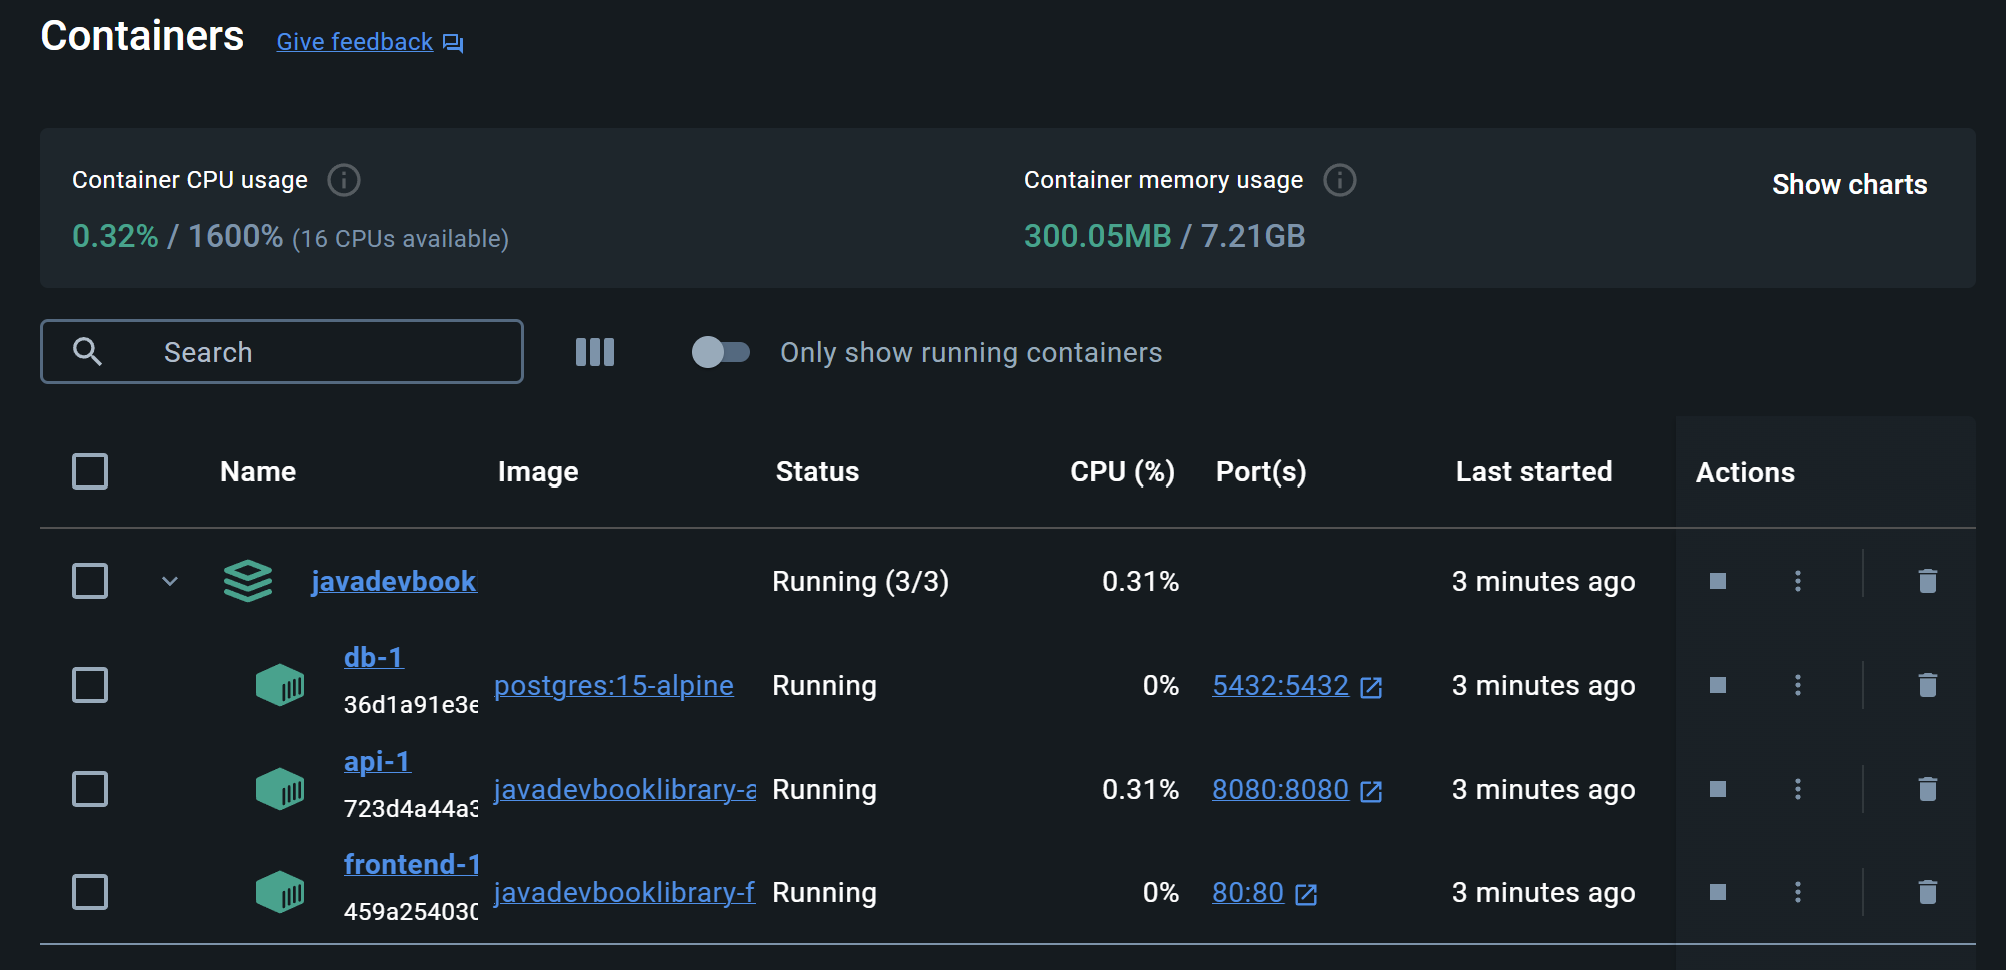 Containers Give feedback
Container CPU usage
0.32% / 1600% (16 CPUs available)
Container memory usage
300.05MB / 7.21GB
Show charts
Search
Only show running containers
Name Image Status CPU (%) Port(s) Last started Actions
javadevbook Running (3/3) 0.31% 3 minutes ago
db-1
36d1a91e3e
postgres:15-alpine Running 0% 5432:5432 3 minutes ago
api-1
723d4a44a3
javadevbooklibrary-a Running 0.31% 8080:8080 3 minutes ago
frontend-1
459a254030
javadevbooklibrary-f Running 0% 80:80 3 minutes ago